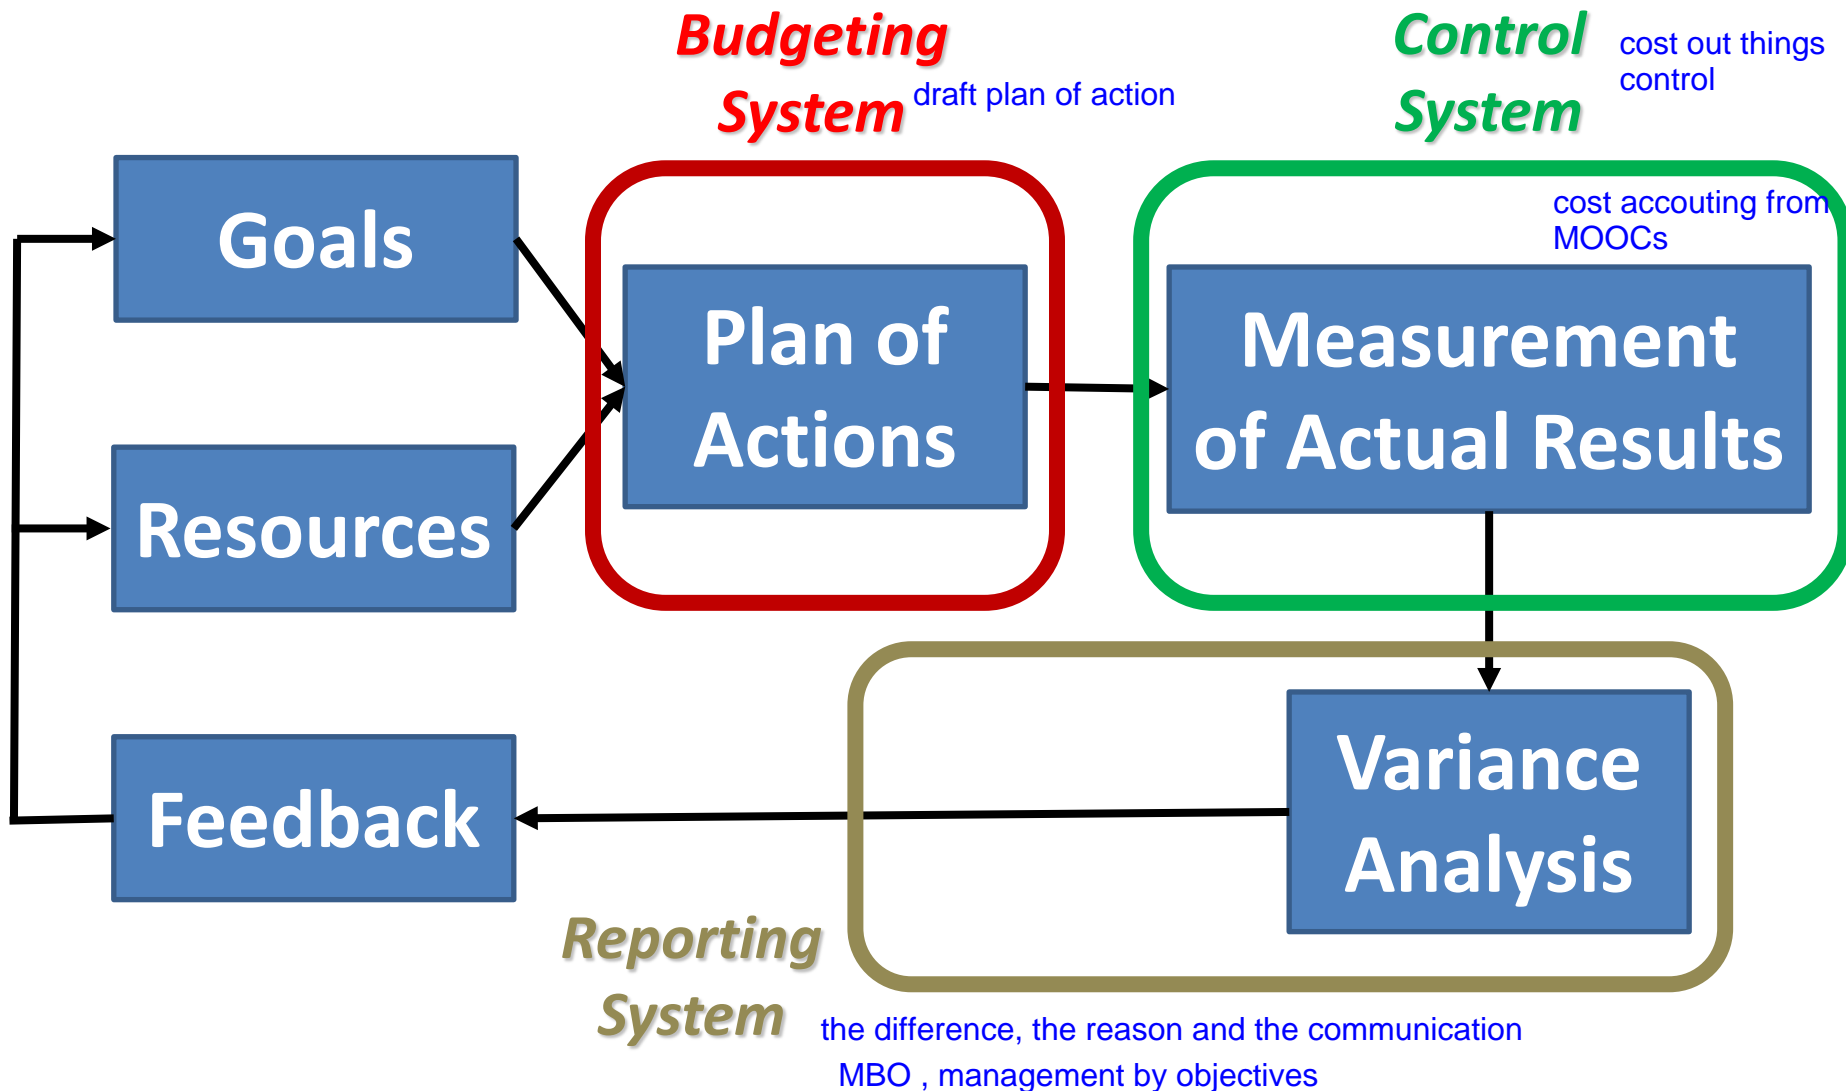 Budgeting
System
draft plan of action
Control
System
cost out things
control
Goals
Plan of
Actions
cost accouting from
MOOCs
Measurement
of Actual Results
Resources
Feedback
Variance
Analysis
Reporting
System
the difference, the reason and the communication
MBO , management by objectives